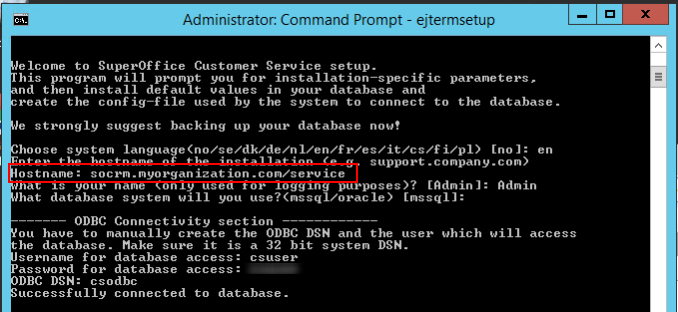 Administrator: Command Prompt - ejtermsetup
Welcome to SuperOffice Customer Service setup.
This program will prompt you for installation-specific parameters,
and then install default values in your database and
create the config-file used by the system to connect to the database.
We strongly suggest backing up your database now!
Choose system language(no/se/dk/de/nl/en/fr/es/it/cs/fi/pl) [no]: en
Enter the hostname of the installation (e.g. support.company.com)
Hostname: socrm.myorganization.com/service
What is your name (only used for logging purposes)? [Admin]: Admin
What database system will you use?(mssql/oracle) [mssql]:
------- ODBC Connectivity section ------------
You have to manually create the ODBC DSN and the user which will access
the database. Make sure it is a 32 bit system DSN.
Username for database access: csuser
Password for database access:
ODBC DSN: csodbc
Successfully connected to database.